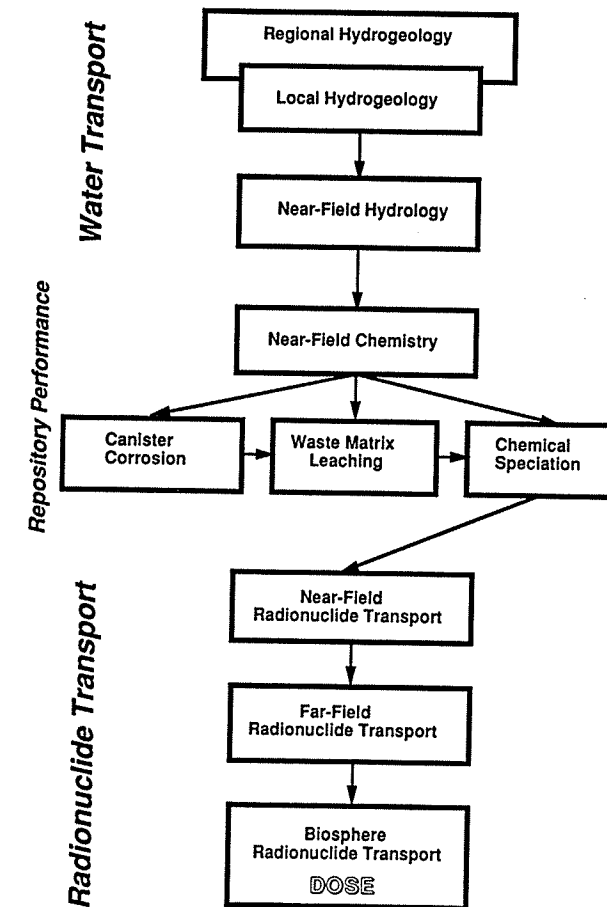 Water Transport
Regional Hydrogeology
Local Hydrogeology
Near-Field Hydrology
Repository Performance
Near-Field Chemistry
Canister
Corrosion
Waste Matrix
Leaching
Chemical
Speciation
Radionuclide Transport
Near-Field
Radionuclide Transport
Far-Field
Radionuclide Transport
Biosphere
Radionuclide Transport
DOSE